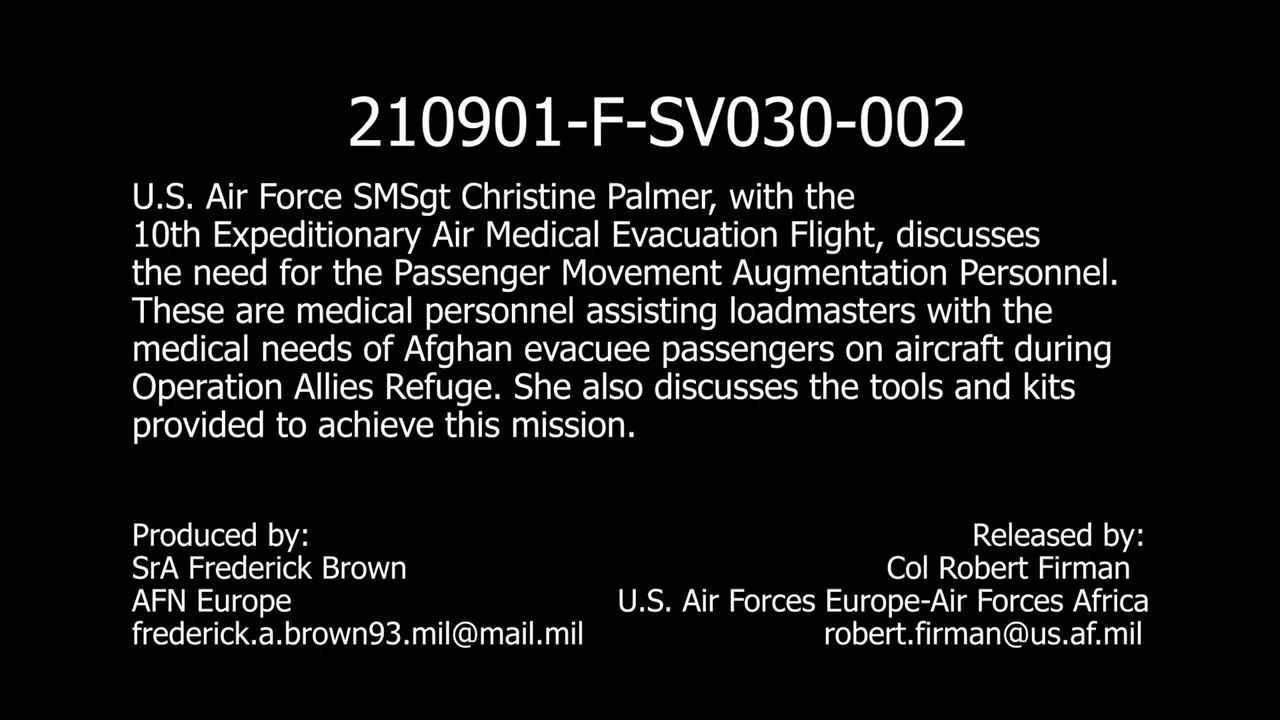 210901-F-SV030-002
U.S. Air Force SMSgt Christine Palmer, with the
10th Expeditionary Air Medical Evacuation Flight, discusses
the need for the Passenger Movement Augmentation Personnel.
These are medical personnel assisting loadmasters with the
medical needs of Afghan evacuee passengers on aircraft during
Operation Allies Refuge. She also discusses the tools and kits
provided to achieve this mission.
Produced by:
SrA Frederick Brown
AFN Europe
frederick.a.brown93.mil@mail.mil
Released by:
Col Robert Firman
U.S. Air Forces Europe-Air Forces Africa
robert.firman@us.af.mil